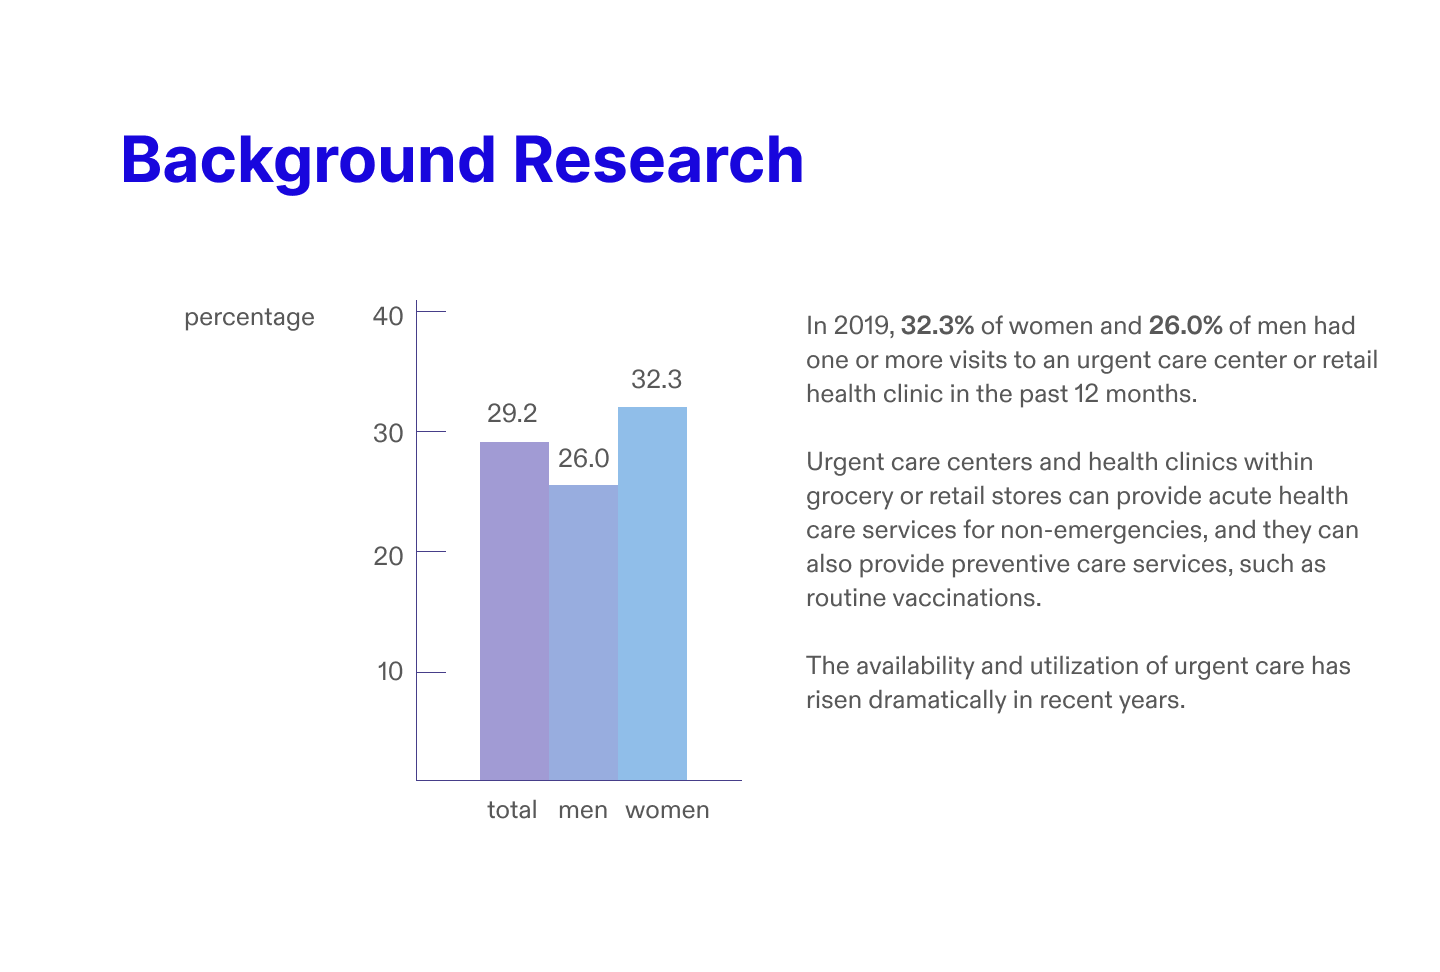 Background Research
percentage
40
30
20
10
29.2
26.0
32.3
total men women
In 2019, 32.3% of women and 26.0% of men had
one or more visits to an urgent care center or retail
health clinic in the past 12 months.
Urgent care centers and health clinics within
grocery or retail stores can provide acute health
care services for non-emergencies, and they can
also provide preventive care services, such as
routine vaccinations.
The availability and utilization of urgent care has
risen dramatically in recent years.